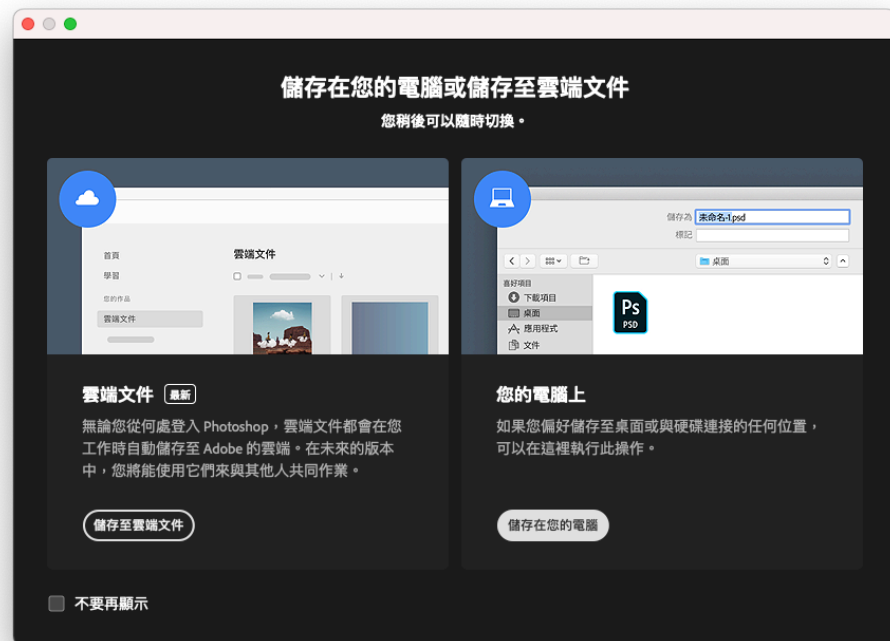 儲存在您的電腦或儲存至雲端文件
您稍後可以隨時切換。
首頁
學習
您的作品
雲端文件
雲端文件
儲存為 未命名-1.psd
標記
桌面
喜好項目
下載項目
桌面
應用程式
文件
Ps
PSD
雲端文件 最新
無論您從何處登入 Photoshop，雲端文件都會在您
工作時自動儲存至 Adobe 的雲端。在未來的版本
中，您將能使用它們來與其他人共同作業。
儲存至雲端文件
您的電腦上
如果您偏好儲存至桌面或與硬碟連接的任何位置，
可以在這裡執行此操作。
儲存在您的電腦
不要再顯示